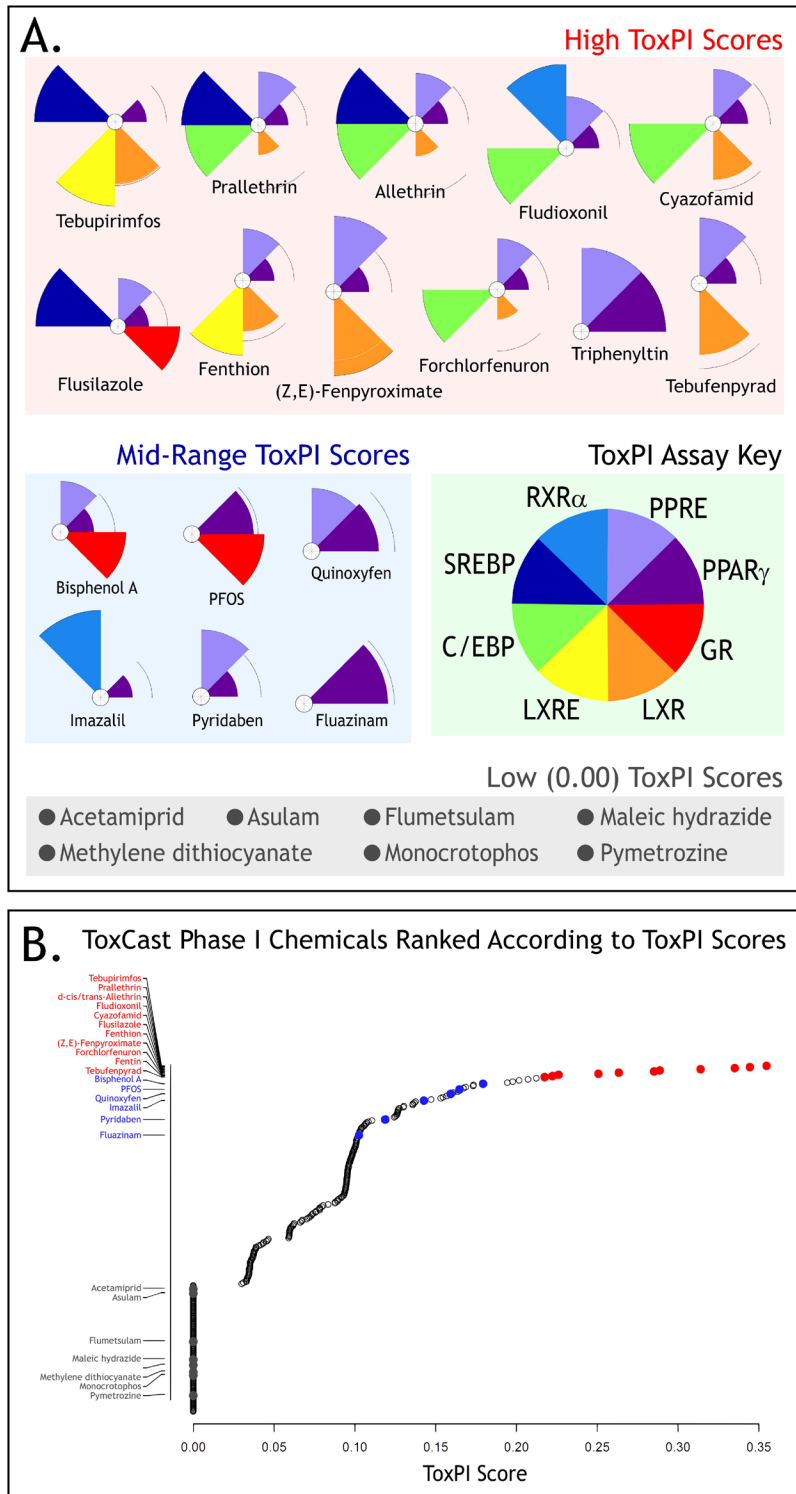 A.
High ToxPI Scores
Tebupirimfos
Prallethrin
Allethrin
Fludioxonil
Cyazofamid
Flusilazole
Fenthion
(Z,E)-Fenpyroximate
Forchlorfenuron
Triphenyltin
Tebufenpyrad
Mid-Range ToxPI Scores
Bisphenol A
PFOS
Quinoxyfen
Imazalil
Pyridaben
Fluazinam
ToxPI Assay Key
RXRα
PPRE
SREBP
PPARγ
C/EBP
GR
LXRE
LXR
Low (0.00) ToxPI Scores
Acetamiprid Asulam Flumetsulam Maleic hydrazide
Methylene dithiocyanate Monocrotophos Pymetrozine
B.
ToxCast Phase I Chemicals Ranked According to ToxPI Scores
Tebupirimfos
Prallethrin
d-cis/trans-Allethrin
Fludioxonil
Cyazofamid
Flusilazole
Fenthion
(Z,E)-Fenpyroximate
Forchlorfenuron
Fentin
Tebufenpyrad
Bisphenol A
PFOS
Quinoxyfen
Imazalil
Pyridaben
Fluazinam
Acetamiprid
Asulam
Flumetsulam
Maleic hydrazide
Methylene dithiocyanate
Monocrotophos
Pymetrozine
0.00 0.05 0.10 0.15 0.20 0.25 0.30 0.35
ToxPI Score